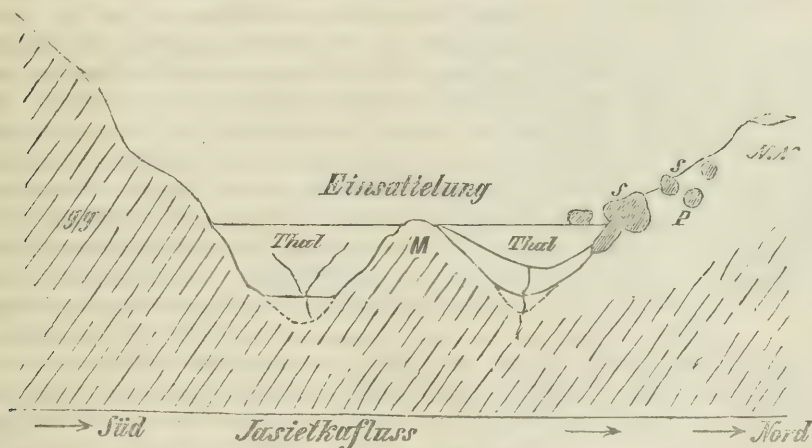 Einsattelung
s
s
P
g/g
Thal
M
Thal
Süd
Jasietkafluss
Nord